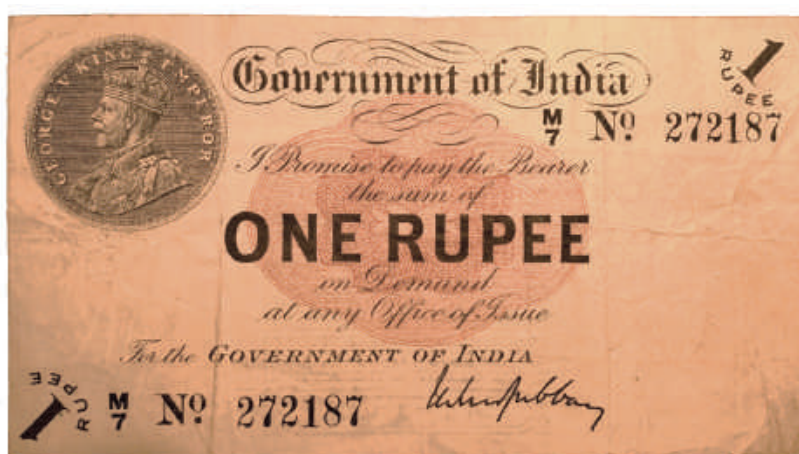 GEORGE V KING EMPEROR
Government of India
1 RUPEE
M/7 Nº 272187
I Promise to pay the Bearer
the sum of
ONE RUPEE
on Demand
at any Office of Issue
For the GOVERNMENT OF INDIA
1 RUPEE
M/7 Nº 272187